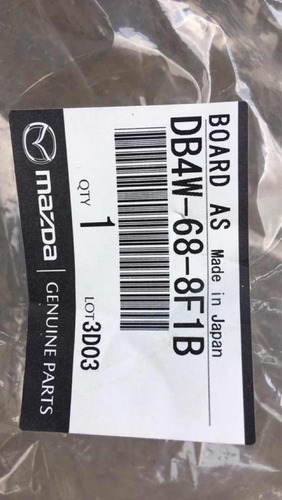 BOARD AS Made in Japan
DB4W-68-8F1B
QTY 1 LOT 3D03
mazda GENUINE PARTS